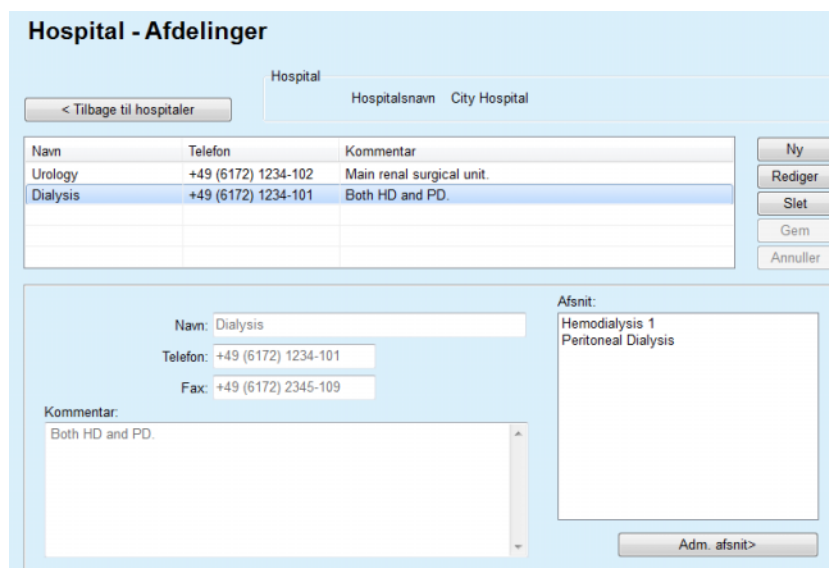 Hospital - Afdelinger
Hospital
< Tilbage til hospitaler
Hospitalsnavn City Hospital
Navn Telefon Kommentar
Urology +49 (6172) 1234-102 Main renal surgical unit.
Dialysis +49 (6172) 1234-101 Both HD and PD.
Ny
Rediger
Slet
Gem
Annuller
Navn: Dialysis
Telefon: +49 (6172) 1234-101
Fax: +49 (6172) 2345-109
Kommentar:
Both HD and PD.
Afsnit:
Hemodialysis 1
Peritoneal Dialysis
Adm. afsnit>